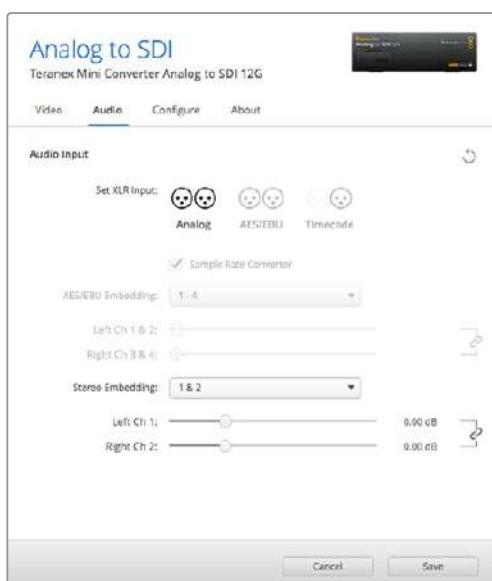 Analog to SDI
Teranex Mini Converter Analog to SDI 12G
Video Audio Configure About
Audio Input
Set XLR Input:
Analog AES/EBU Timecode
Sample Rate Converter
AES/EBU Embedding: 1 - 4
Left Ch 1 & 2:
Right Ch 3 & 4:
Stereo Embedding: 1 & 2
Left Ch 1: 0.00 dB
Right Ch 2: 0.00 dB
Cancel Save